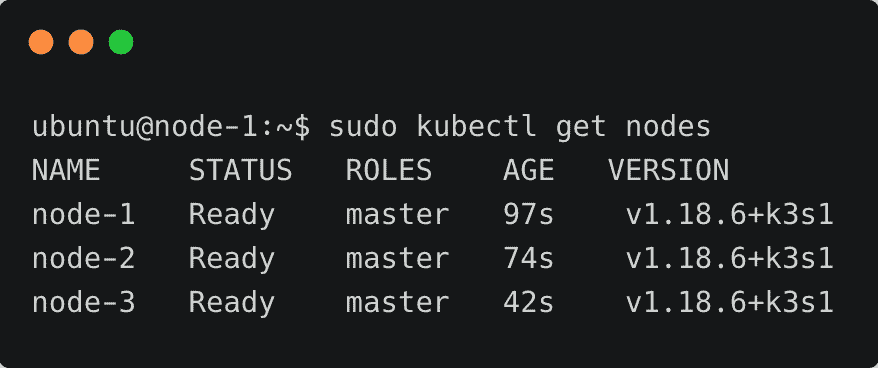 ubuntu@node-1:~$ sudo kubectl get nodes
NAME     STATUS   ROLES    AGE   VERSION
node-1   Ready    master   97s    v1.18.6+k3s1
node-2   Ready    master   74s    v1.18.6+k3s1
node-3   Ready    master   42s    v1.18.6+k3s1